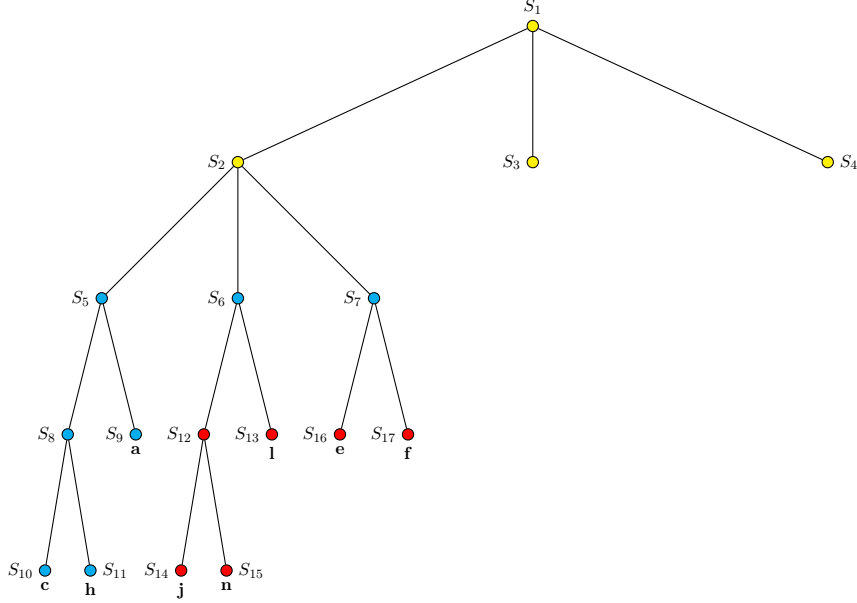 S₁
S₂ S₃ S₄
S₅ S₆ S₇
S₈ S₉ S₁₂ S₁₃ S₁₆ S₁₇
a l e f
S₁₀ S₁₁ S₁₄ S₁₅
c h j n